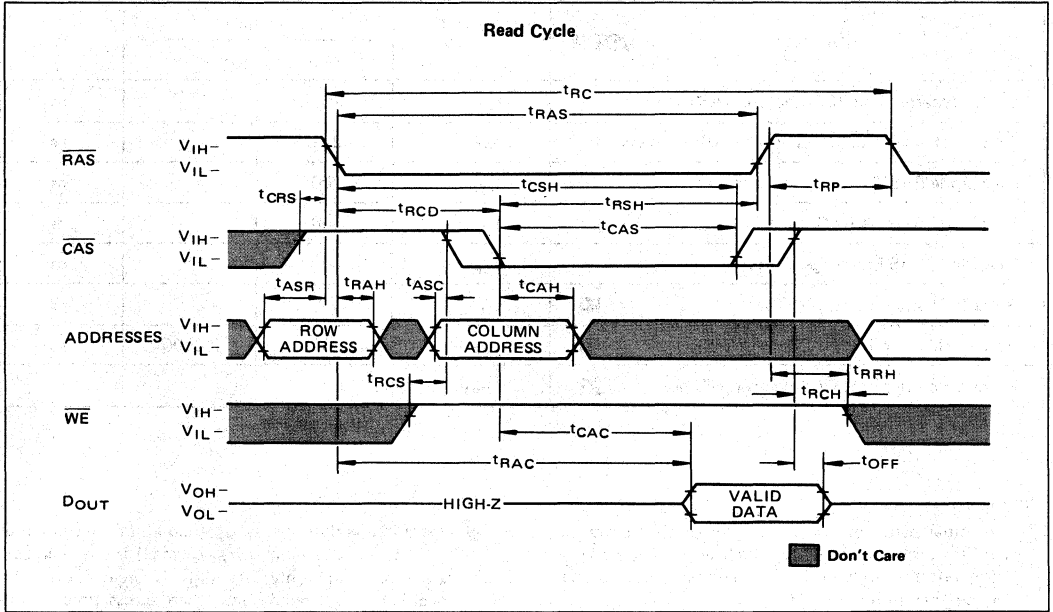 Read Cycle
tRC
tRAS
RAS
VIH–
VIL–
tCSH
tRP
tCRS
tRCD
tRSH
CAS
VIH–
VIL–
tCAS
tASR
tRAH
tASC
tCAH
ADDRESSES
VIH–
VIL–
ROW
ADDRESS
COLUMN
ADDRESS
tRCS
tRRH
tRCH
WE
VIH–
VIL–
tCAC
tRAC
tOFF
DOUT
VOH–
VOL–
HIGH-Z
VALID
DATA
Don't Care